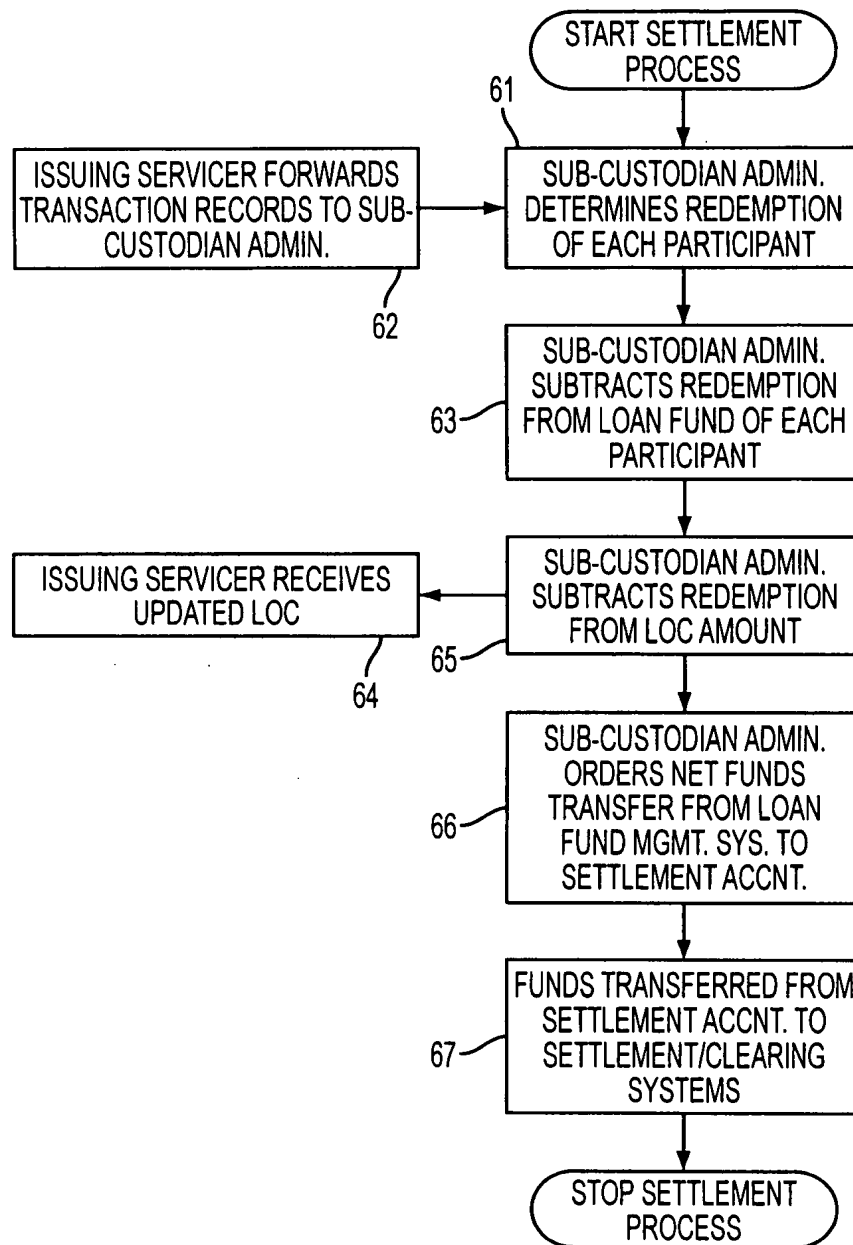 START SETTLEMENT
PROCESS
61
ISSUING SERVICER FORWARDS
TRANSACTION RECORDS TO SUB-
CUSTODIAN ADMIN.
62
SUB-CUSTODIAN ADMIN.
DETERMINES REDEMPTION
OF EACH PARTICIPANT
SUB-CUSTODIAN ADMIN.
SUBTRACTS REDEMPTION
FROM LOAN FUND OF EACH
PARTICIPANT
63
ISSUING SERVICER RECEIVES
UPDATED LOC
64
SUB-CUSTODIAN ADMIN.
SUBTRACTS REDEMPTION
FROM LOC AMOUNT
65
SUB-CUSTODIAN ADMIN.
ORDERS NET FUNDS
TRANSFER FROM LOAN
FUND MGMT. SYS. TO
SETTLEMENT ACCNT.
66
FUNDS TRANSFERRED FROM
SETTLEMENT ACCNT. TO
SETTLEMENT/CLEARING
SYSTEMS
67
STOP SETTLEMENT
PROCESS